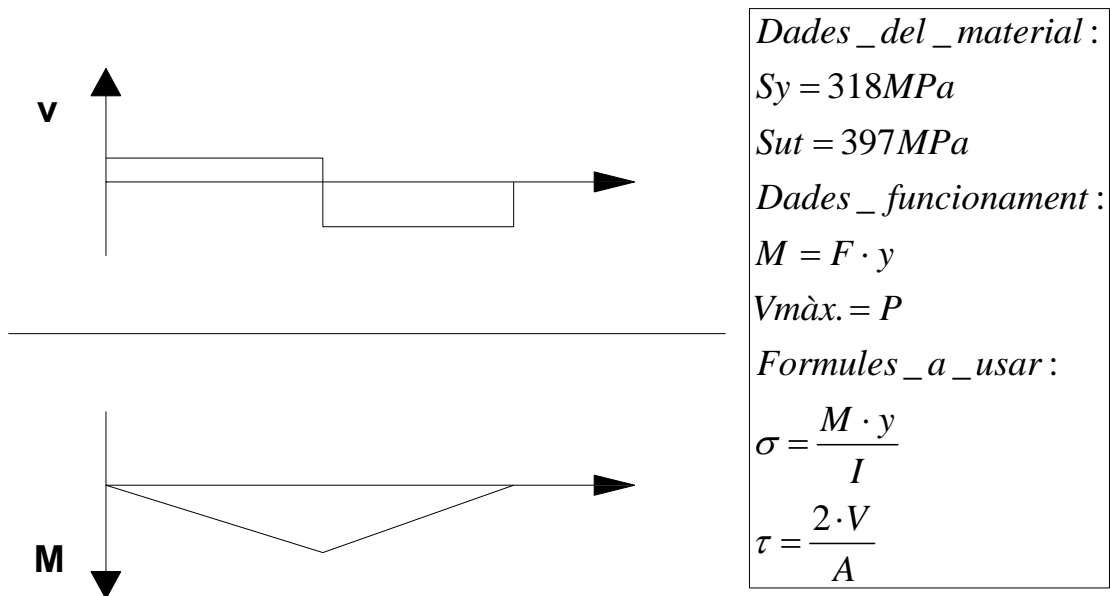 v
M
Dades_del_material:
Sy = 318MPa
Sut = 397MPa
Dades_funcionament:
M = F · y
Vmàx. = P
Formules_a_usar:
σ = M · y / I
τ = 2 · V / A